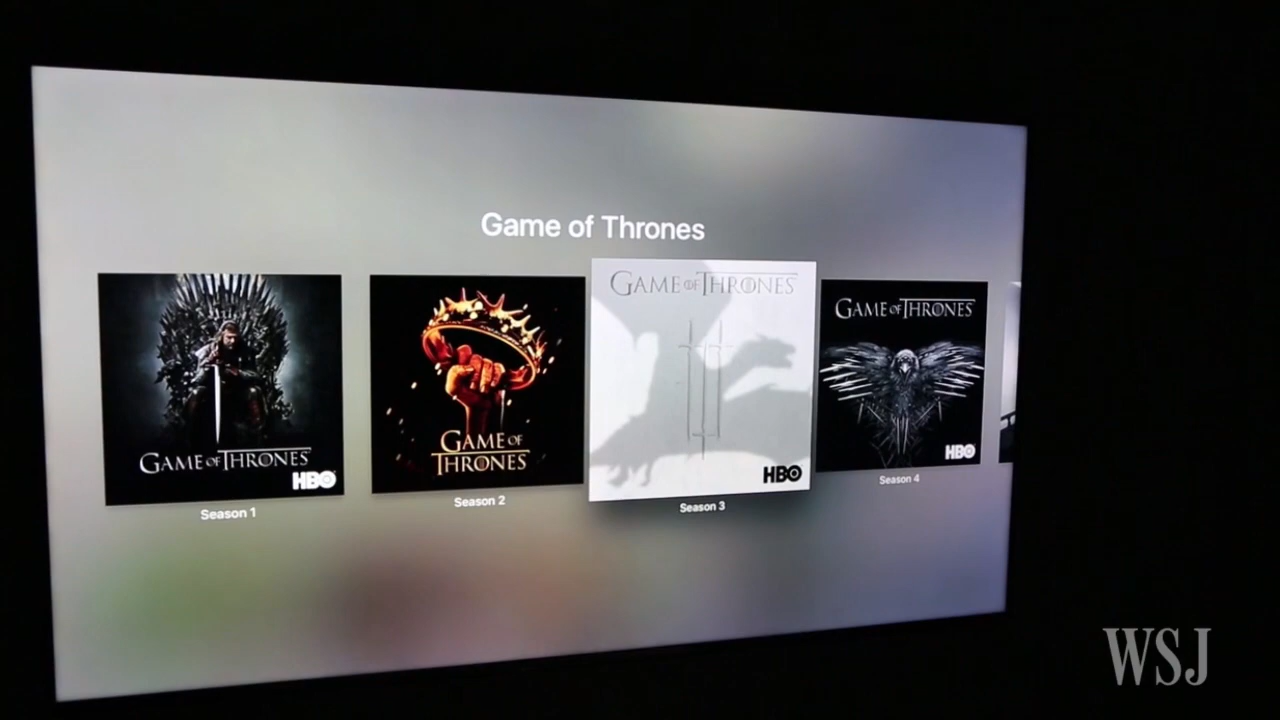 Game of Thrones
GAME OF THRONES
HBO
Season 1
GAME OF
THRONES
Season 2
GAME OF THRONES
HBO
Season 3
GAME OF THRONES
HBO
Season 4
WSJ